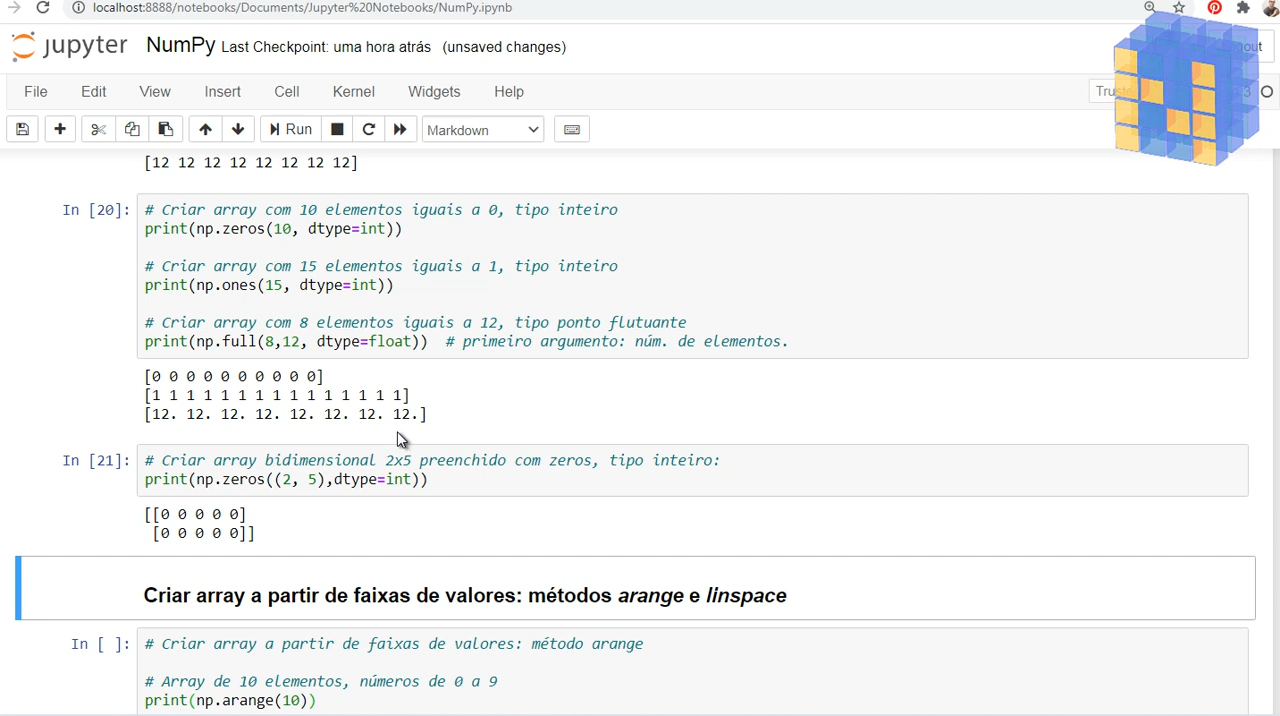 localhost:8888/notebooks/Documents/Jupyter%20Notebooks/NumPy.ipynb
jupyter NumPy Last Checkpoint: uma hora atrás (unsaved changes)
File Edit View Insert Cell Kernel Widgets Help
Run Markdown
[12 12 12 12 12 12 12 12]
In [20]: # Criar array com 10 elementos iguais a 0, tipo inteiro
print(np.zeros(10, dtype=int))
# Criar array com 15 elementos iguais a 1, tipo inteiro
print(np.ones(15, dtype=int))
# Criar array com 8 elementos iguais a 12, tipo ponto flutuante
print(np.full(8,12, dtype=float)) # primeiro argumento: núm. de elementos.
[0 0 0 0 0 0 0 0 0 0]
[1 1 1 1 1 1 1 1 1 1 1 1 1 1 1]
[12. 12. 12. 12. 12. 12. 12. 12.]
In [21]: # Criar array bidimensional 2x5 preenchido com zeros, tipo inteiro:
print(np.zeros((2, 5),dtype=int))
[[0 0 0 0 0]
[0 0 0 0 0]]
Criar array a partir de faixas de valores: métodos arange e linspace
In [ ]: # Criar array a partir de faixas de valores: método arange
# Array de 10 elementos, números de 0 a 9
print(np.arange(10))